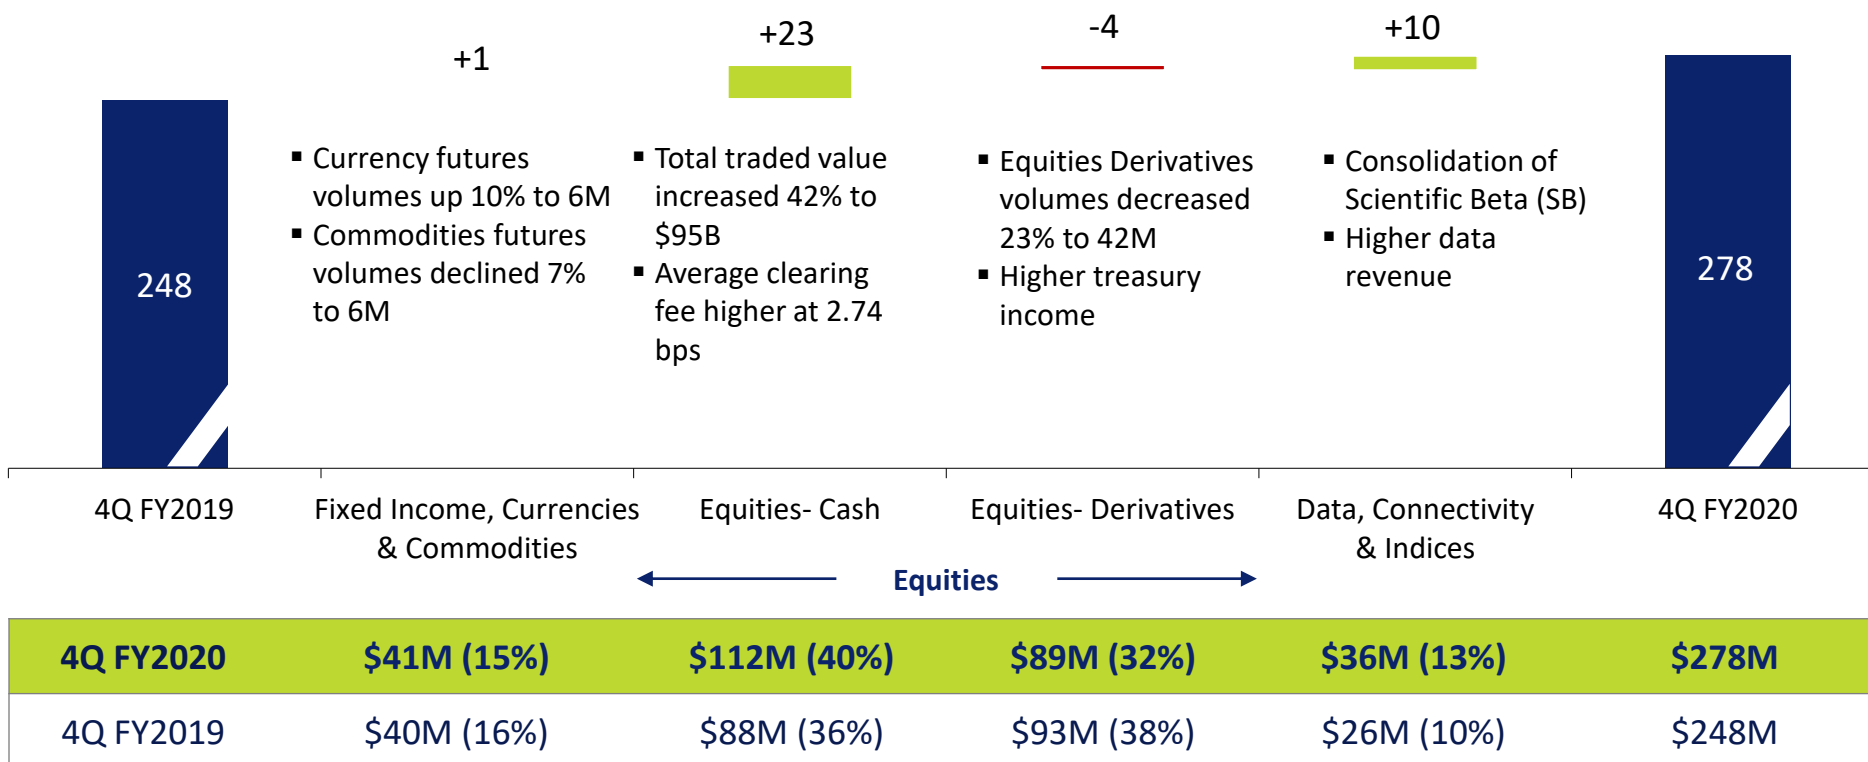 +1
+23
-4
+10
248
▪ Currency futures
volumes up 10% to 6M
▪ Commodities futures
volumes declined 7%
to 6M
▪ Total traded value
increased 42% to
$95B
▪ Average clearing
fee higher at 2.74
bps
▪ Equities Derivatives
volumes decreased
23% to 42M
▪ Higher treasury
income
▪ Consolidation of
Scientific Beta (SB)
▪ Higher data
revenue
278
4Q FY2019
Fixed Income, Currencies
& Commodities
Equities- Cash
Equities- Derivatives
Data, Connectivity
& Indices
4Q FY2020
Equities
4Q FY2020 $41M (15%) $112M (40%) $89M (32%) $36M (13%) $278M
4Q FY2019 $40M (16%) $88M (36%) $93M (38%) $26M (10%) $248M